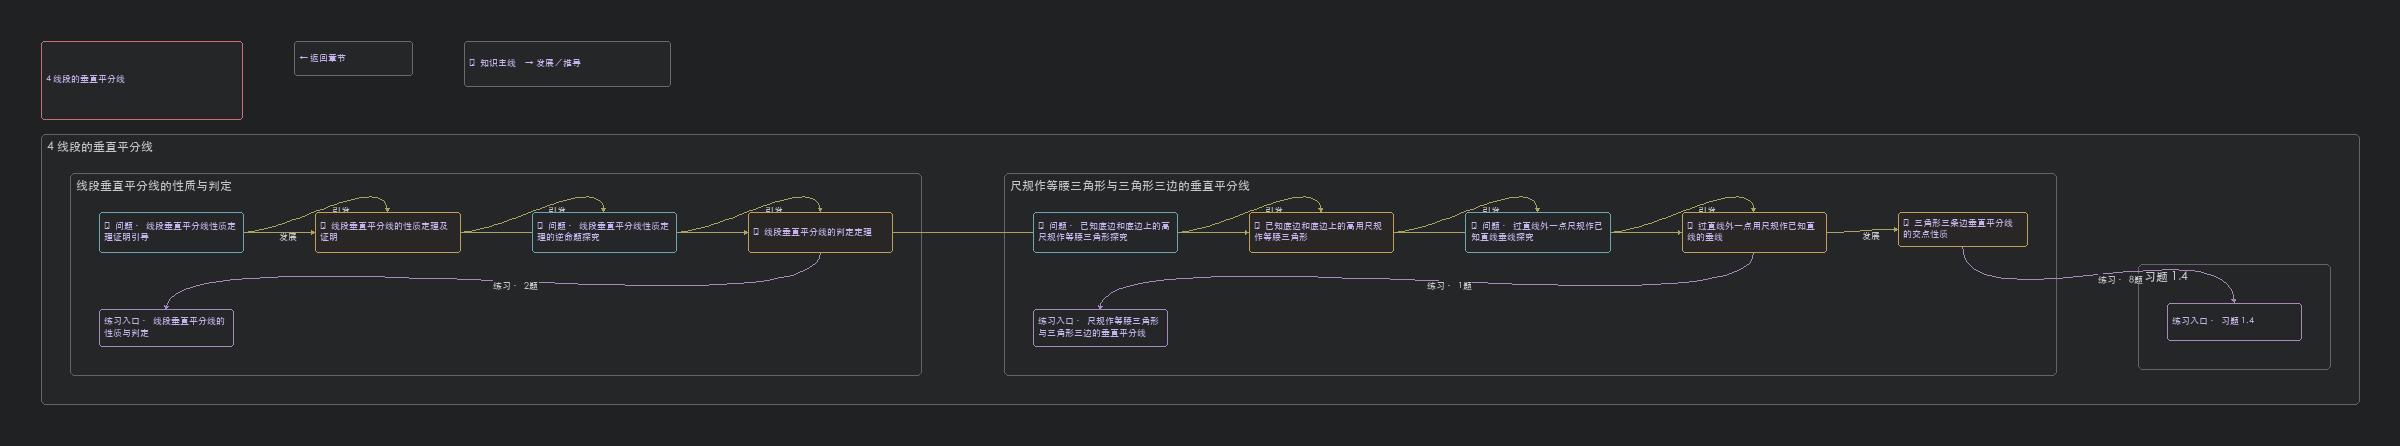 4 线段的垂直平分线
← 返回章节
知识主线 → 发展／推导
4 线段的垂直平分线
线段垂直平分线的性质与判定
引发
引发
引发
问题· 线段垂直平分线性质定
理证明引导
发展
线段垂直平分线的性质定理及
证明
问题· 线段垂直平分线性质定
理的逆命题探究
线段垂直平分线的判定定理
练习· 2题
练习入口· 线段垂直平分线的
性质与判定
尺规作等腰三角形与三角形三边的垂直平分线
引发
引发
引发
问题· 已知底边和底边上的高
尺规作等腰三角形探究
已知底边和底边上的高用尺规
作等腰三角形
问题· 过直线外一点尺规作已
知直线垂线探究
过直线外一点用尺规作已知直
线的垂线
发展
三角形三条边垂直平分线
的交点性质
练习· 1题
练习入口· 尺规作等腰三角形
与三角形三边的垂直平分线
练习· 8题
习题 1.4
练习入口· 习题 1.4